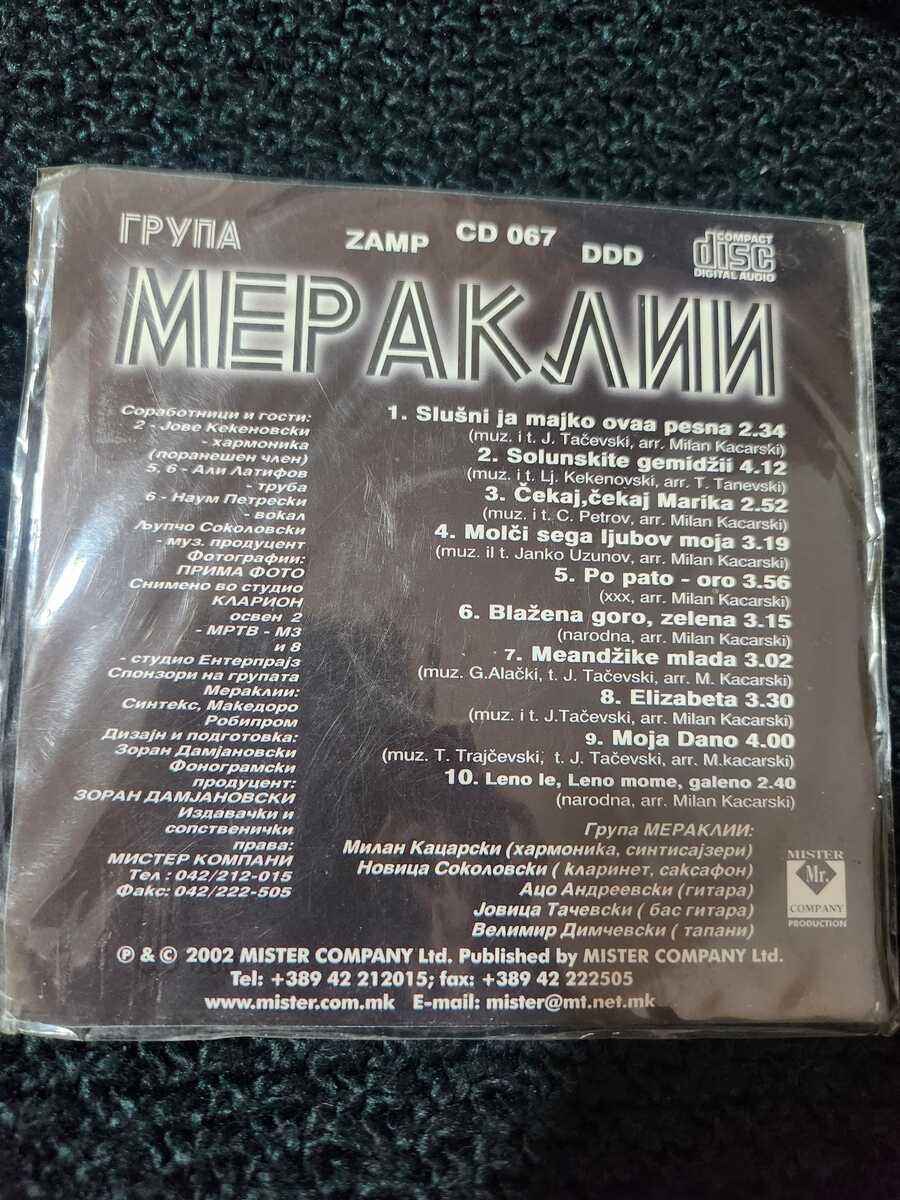 ГРУПА
ZAMP CD 067 DDD
COMPACT
disc
DIGITAL AUDIO
МЕРАКЛИИ
Соработници и гости:
2 - Јове Кекеновски
- хармоника
(поранешен член)
5, 6 - Али Латифов
- труба
6 - Наум Петрески
- вокал
Љупчо Соколовски
- муз. продуцент
Фотографии:
ПРИМА ФОТО
Снимено во студио
КЛАРИОН
освен 2
- МРТВ - М3
и 8
- студио Ентерпрајз
Спонзори на групата
Мераклии:
Синтекс, Македоро
Робипром
Дизајн и подготовка:
Зоран Дамјановски
Фонограмски
продуцент:
ЗОРАН ДАМЈАНОВСКИ
Издавачки и
сопственички
права:
МИСТЕР КОМПАНИ
Тел : 042/212-015
Факс: 042/222-505
1. Slušni ja majko ovaa pesna 2.34
(muz. i t. J. Tačevski, arr. Milan Kacarski)
2. Solunskite gemidžii 4.12
(muz. i t. Lj. Kekenovski, arr. T. Tanevski)
3. Čekaj,čekaj Marika 2.52
(muz. i t. C. Petrov, arr. Milan Kacarski)
4. Molči sega ljubov moja 3.19
(muz. il t. Janko Uzunov, arr. Milan Kacarski)
5. Po pato - oro 3.56
(xxx, arr. Milan Kacarski)
6. Blažena goro, zelena 3.15
(narodna, arr. Milan Kacarski)
7. Meandžike mlada 3.02
(muz. G.Alački, t. J. Tačevski, arr. M. Kacarski)
8. Elizabeta 3.30
(muz. i t. J.Tačevski, arr. Milan Kacarski)
9. Moja Dano 4.00
(muz. T. Trajčevski, t. J. Tačevski, arr. M.kacarski)
10. Leno le, Leno mome, galeno 2.40
(narodna, arr. Milan Kacarski)
Група МЕРАКЛИИ:
Милан Кацарски (хармоника, синтисајзери)
Новица Соколовски ( кларинет, саксафон)
Ацо Андреевски (гитара)
Јовица Тачевски ( бас гитара)
Велимир Димчевски ( тапани)
MISTER
Mr.
COMPANY
PRODUCTION
℗ & © 2002 MISTER COMPANY Ltd. Published by MISTER COMPANY Ltd.
Tel: +389 42 212015; fax: +389 42 222505
www.mister.com.mk E-mail: mister@mt.net.mk